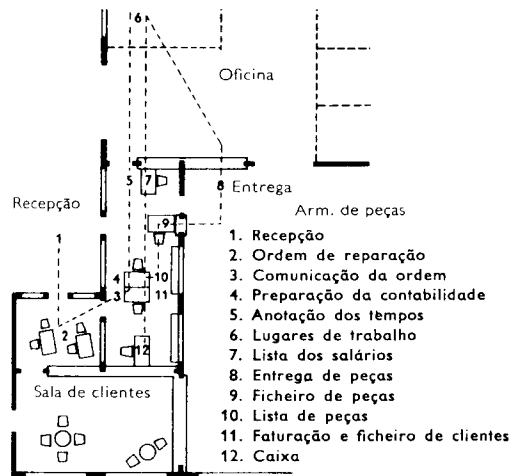 6
Oficina
5
7
8
Entrega
Recepção
9
1
4
10
3
11
2
12
Sala de clientes
Arm. de peças
1. Recepção
2. Ordem de reparação
3. Comunicação da ordem
4. Preparação da contabilidade
5. Anotação dos tempos
6. Lugares de trabalho
7. Lista dos salários
8. Entrega de peças
9. Ficheiro de peças
10. Lista de peças
11. Faturação e ficheiro de clientes
12. Caixa